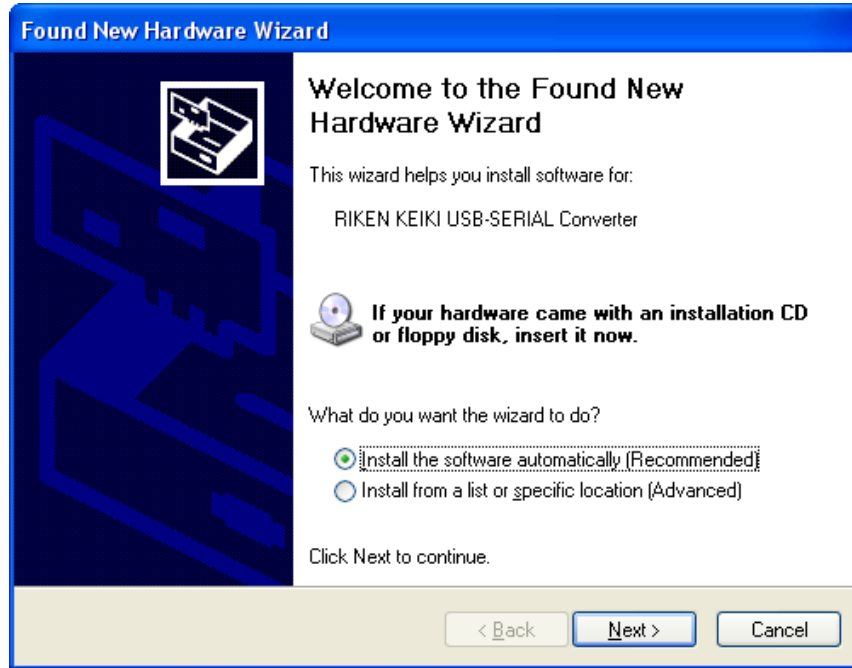 Found New Hardware Wizard
Welcome to the Found New
Hardware Wizard
This wizard helps you install software for:
RIKEN KEIKI USB-SERIAL Converter
If your hardware came with an installation CD
or floppy disk, insert it now.
What do you want the wizard to do?
Install the software automatically (Recommended)
Install from a list or specific location (Advanced)
Click Next to continue.
< Back Next > Cancel